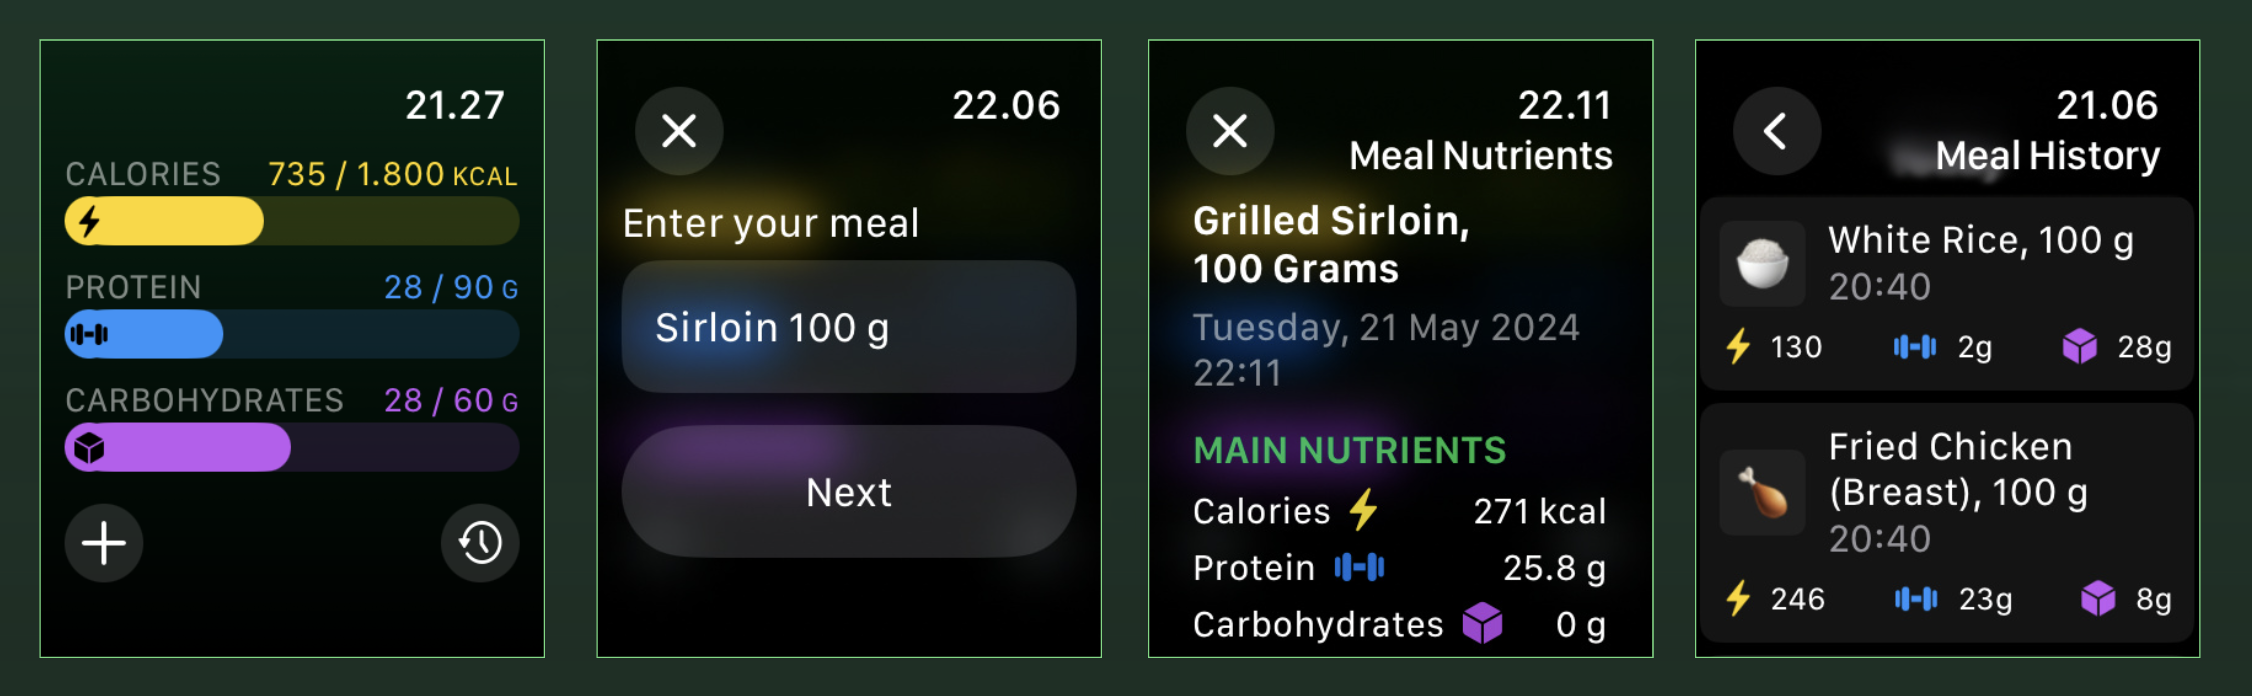 21.27
CALORIES 735 / 1.800 KCAL
PROTEIN 28 / 90 G
CARBOHYDRATES 28 / 60 G
22.06
Enter your meal
Sirloin 100 g
Next
22.11
Meal Nutrients
Grilled Sirloin,
100 Grams
Tuesday, 21 May 2024
22:11
MAIN NUTRIENTS
Calories 271 kcal
Protein 25.8 g
Carbohydrates 0 g
21.06
Meal History
White Rice, 100 g
20:40
130 2g 28g
Fried Chicken
(Breast), 100 g
20:40
246 23g 8g